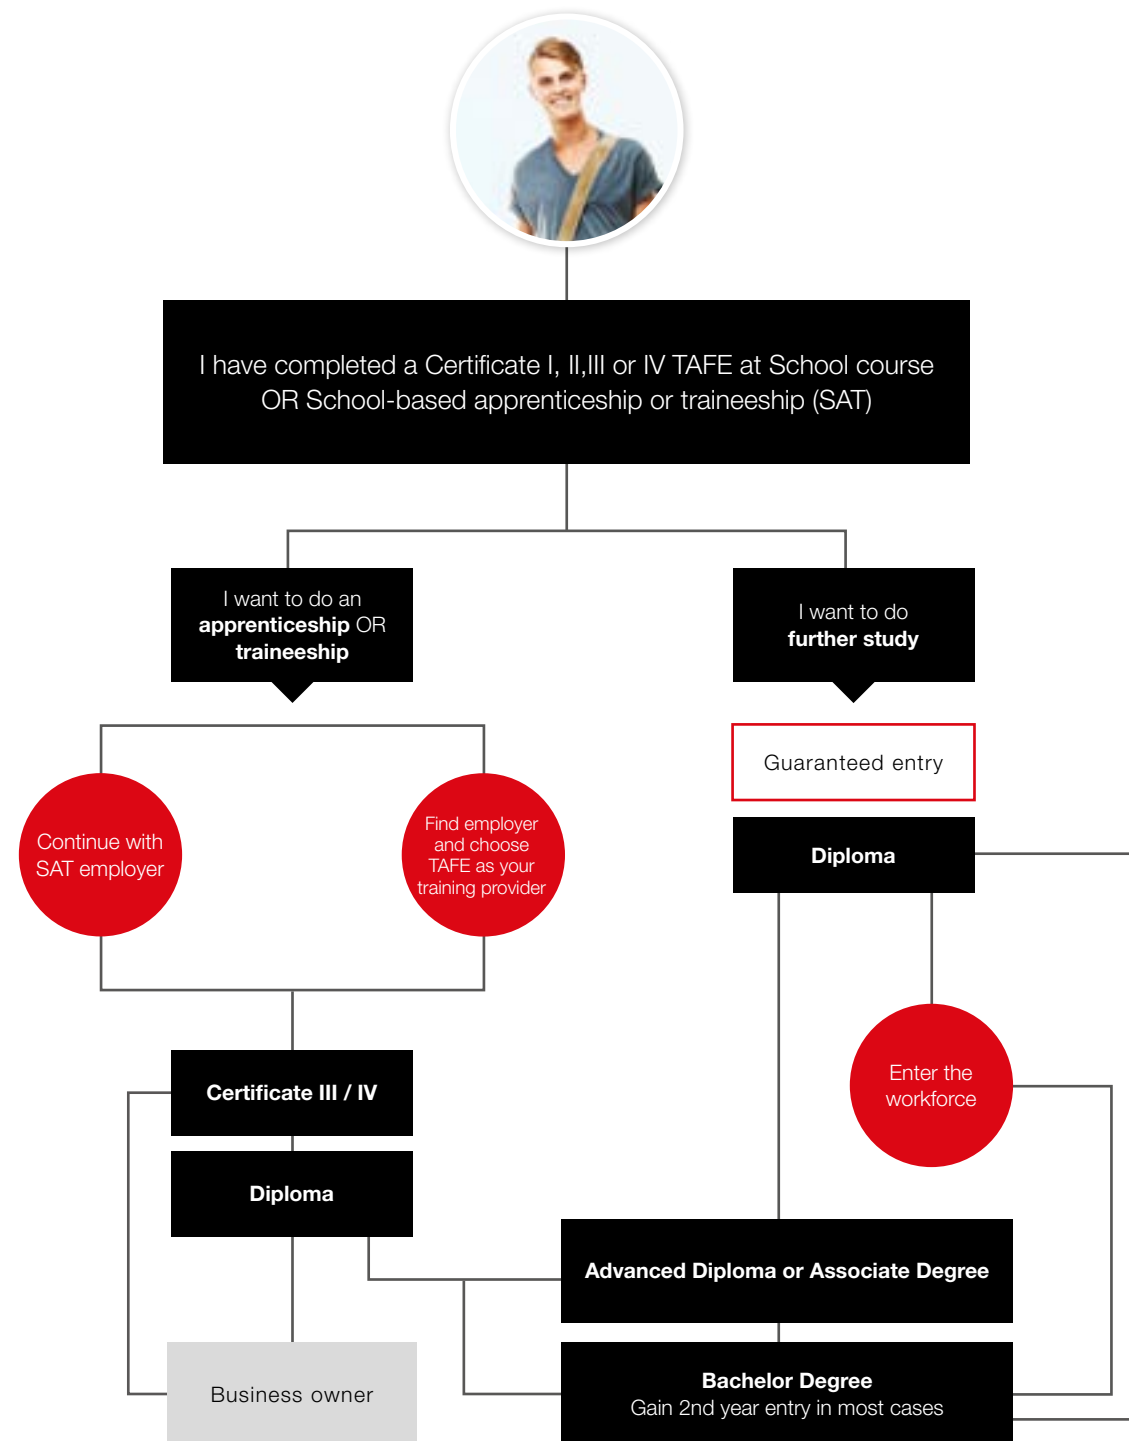 I have completed a Certificate I, II,III or IV TAFE at School course
OR School-based apprenticeship or traineeship (SAT)
I want to do an
apprenticeship OR
traineeship
I want to do
further study
Guaranteed entry
Continue with
SAT employer
Find employer
and choose
TAFE as your
training provider
Diploma
Enter the
workforce
Certificate III / IV
Diploma
Advanced Diploma or Associate Degree
Business owner
Bachelor Degree
Gain 2nd year entry in most cases